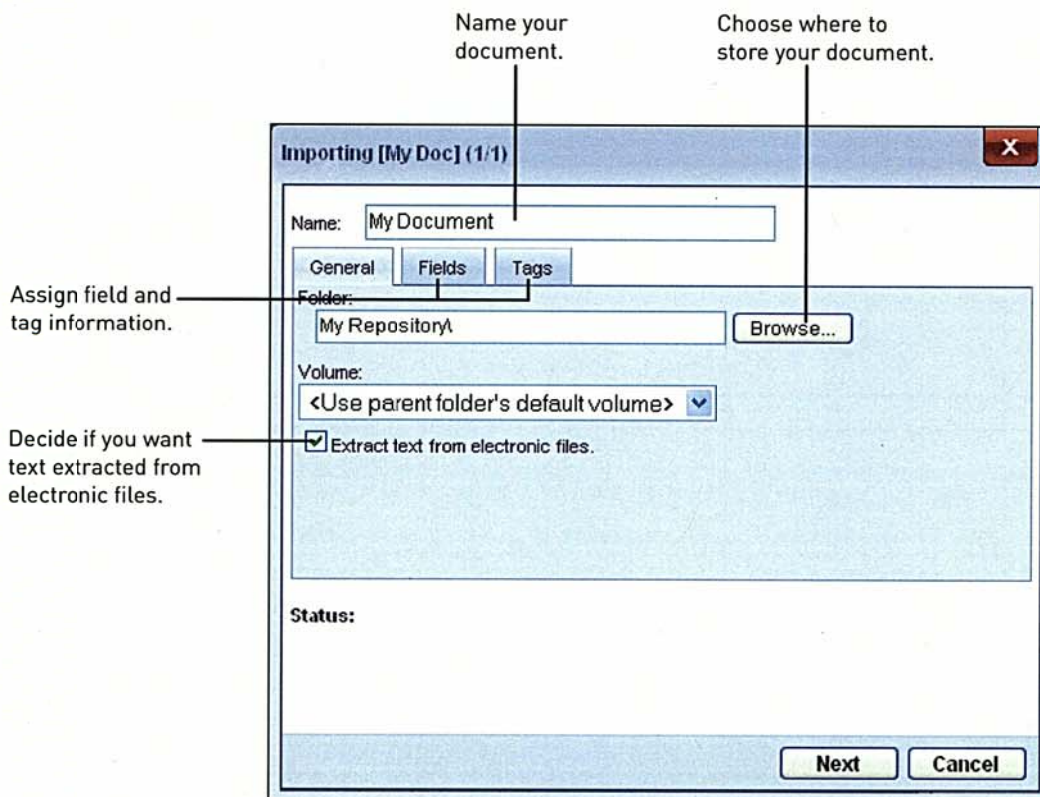 Name your
document.
Choose where to
store your document.
Importing [My Doc] (1/1)
X
Name: My Document
General Fields Tags
Assign field and
tag information.
Folder:
My Repository\
Browse...
Volume:
<Use parent folder's default volume>
Decide if you want
text extracted from
electronic files.
Extract text from electronic files.
Status:
Next Cancel